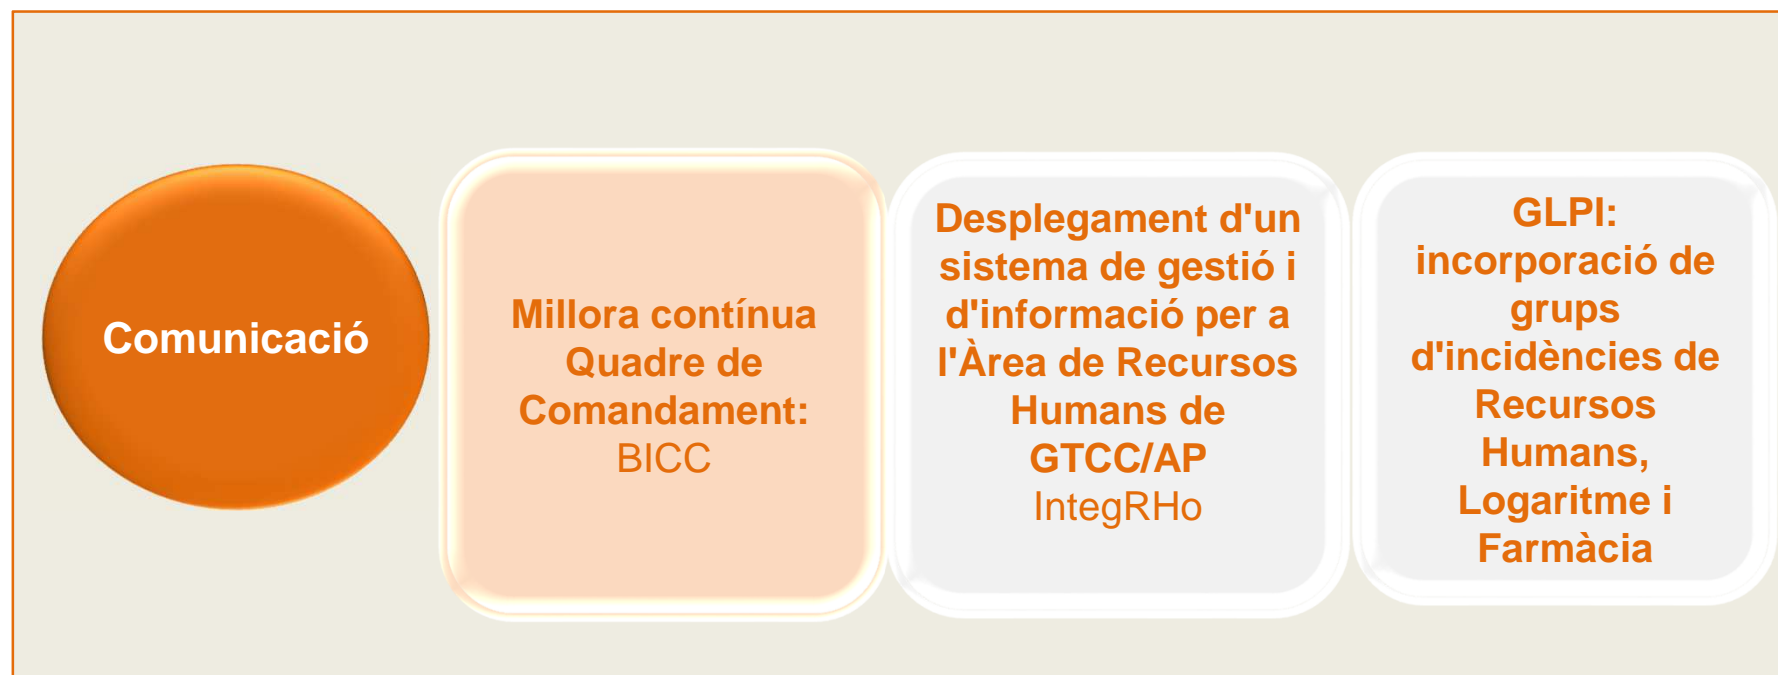 Comunicació
Millora contínua
Quadre de
Comandament:
BICC
Desplegament d'un
sistema de gestió i
d'informació per a
l'Àrea de Recursos
Humans de
GTCC/AP
IntegRHo
GLPI:
incorporació de
grups
d'incidències de
Recursos
Humans,
Logaritme i
Farmàcia